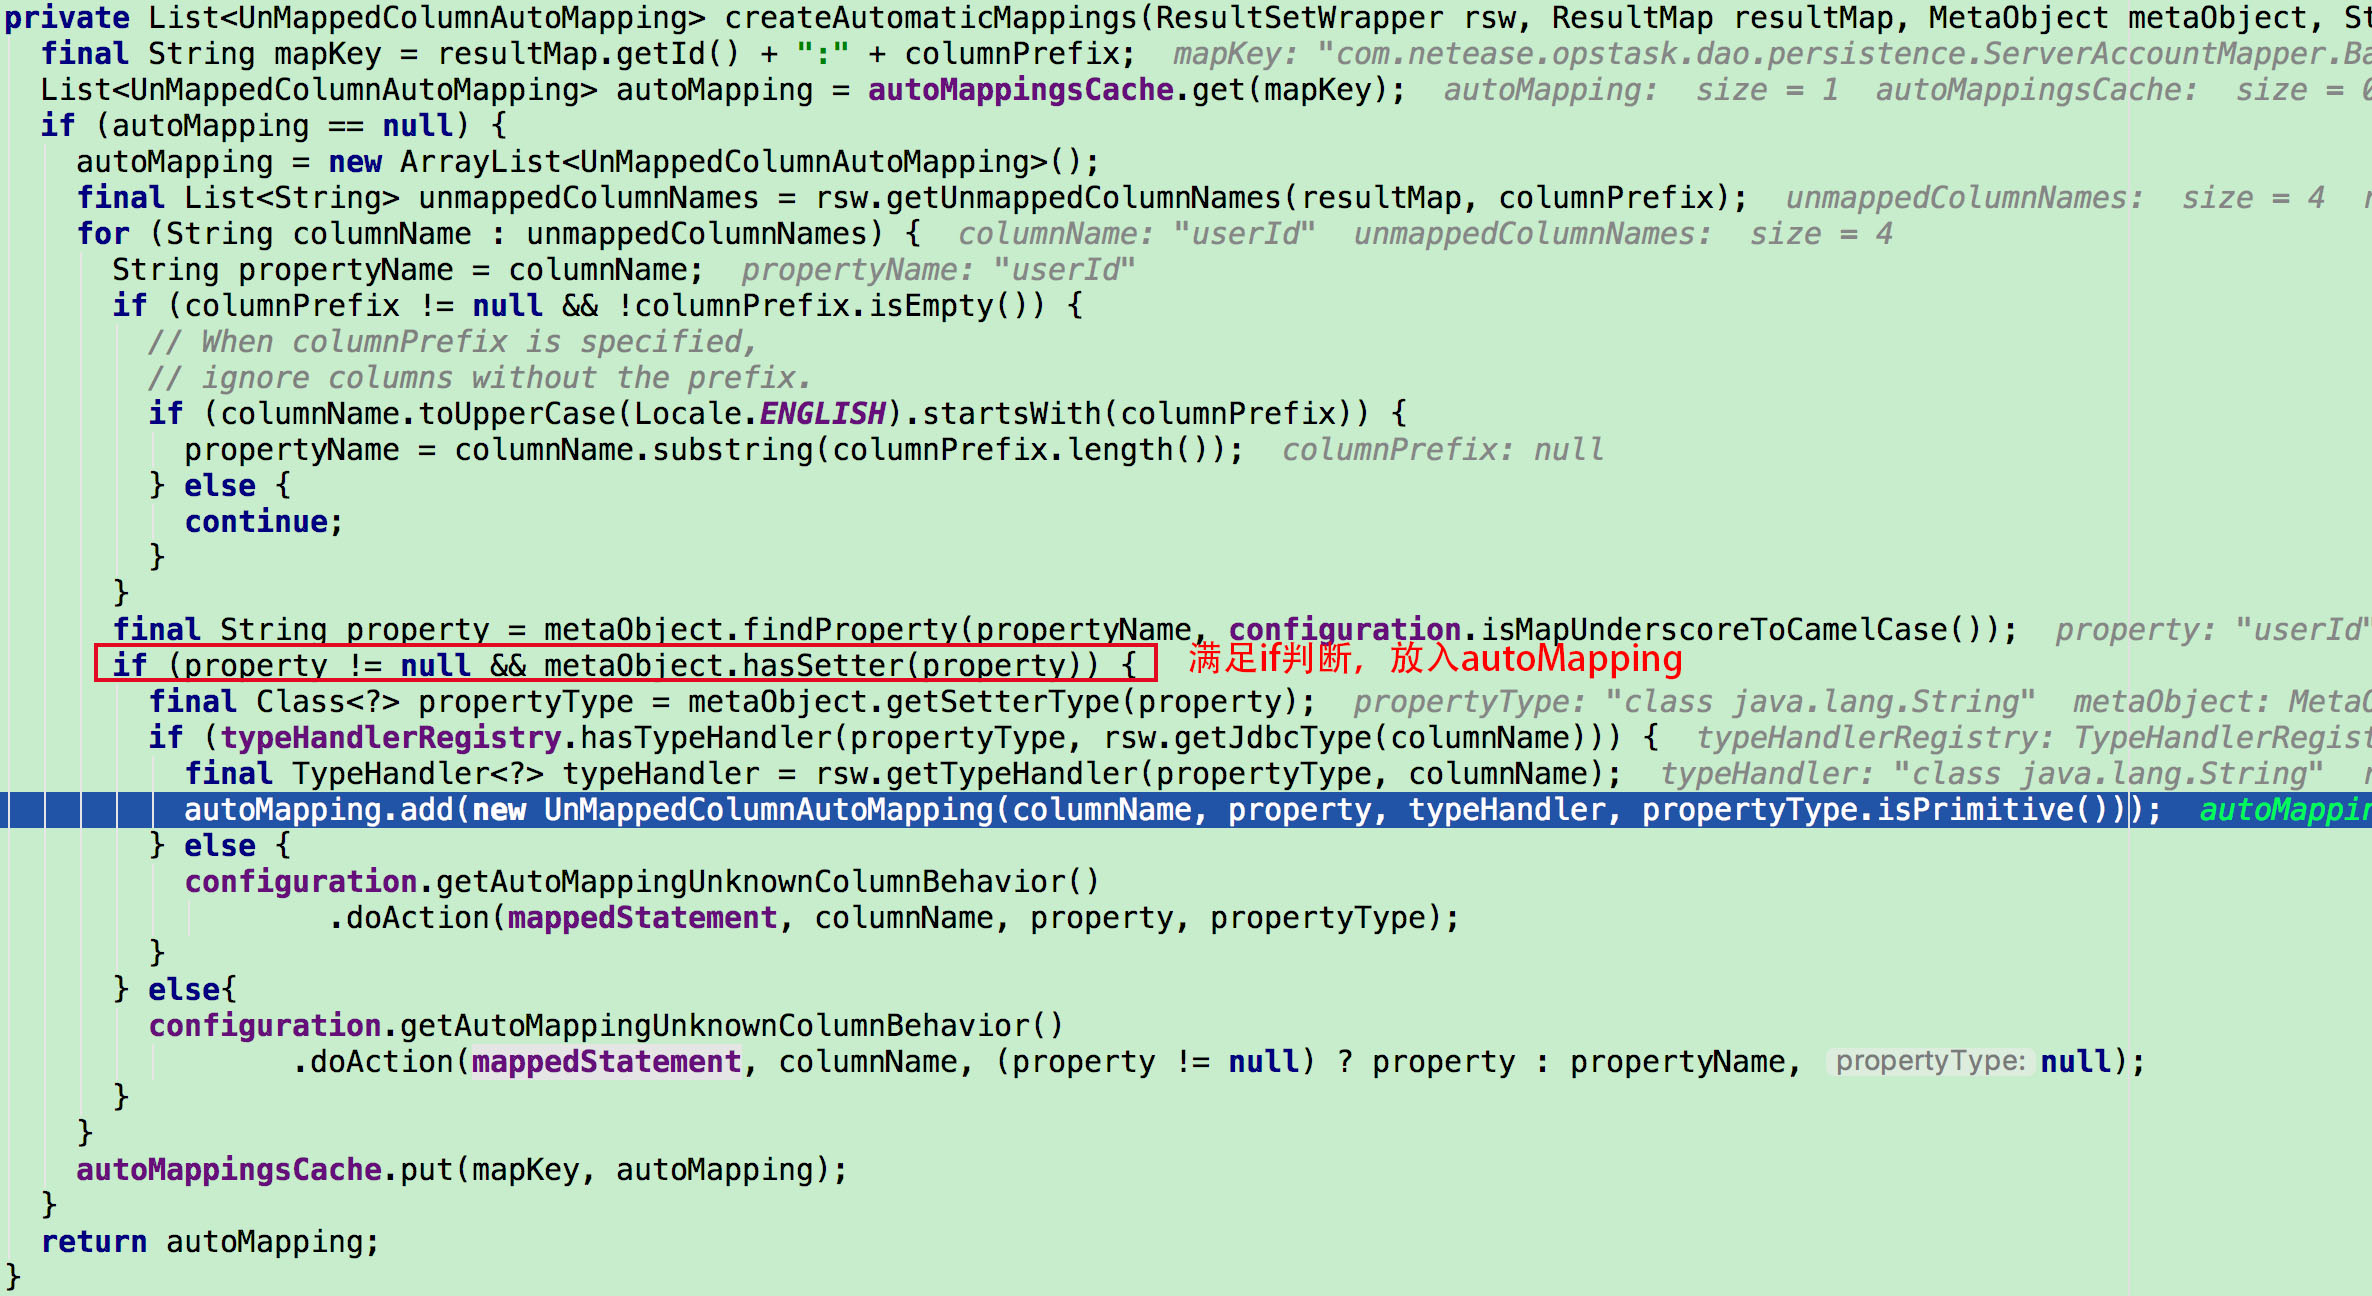 private List<UnMappedColumnAutoMapping> createAutomaticMappings(ResultSetWrapper rsw, ResultMap resultMap, MetaObject metaObject, St
final String mapKey = resultMap.getId() + ":" + columnPrefix; mapKey: "com.netease.opstask.dao.persistence.ServerAccountMapper.Ba
List<UnMappedColumnAutoMapping> autoMapping = autoMappingsCache.get(mapKey); autoMapping: size = 1 autoMappingsCache: size = 0
if (autoMapping == null) {
autoMapping = new ArrayList<UnMappedColumnAutoMapping>();
final List<String> unmappedColumnNames = rsw.getUnmappedColumnNames(resultMap, columnPrefix); unmappedColumnNames: size = 4 r
for (String columnName : unmappedColumnNames) { columnName: "userId" unmappedColumnNames: size = 4
String propertyName = columnName; propertyName: "userId"
if (columnPrefix != null && !columnPrefix.isEmpty()) {
// When columnPrefix is specified,
// ignore columns without the prefix.
if (columnName.toUpperCase(Locale.ENGLISH).startsWith(columnPrefix)) {
propertyName = columnName.substring(columnPrefix.length()); columnPrefix: null
} else {
continue;
}
}
final String property = metaObject.findProperty(propertyName, configuration.isMapUnderscoreToCamelCase()); property: "userId"
if (property != null && metaObject.hasSetter(property)) { 满足if判断，放入autoMapping
final Class<?> propertyType = metaObject.getSetterType(property); propertyType: "class java.lang.String" metaObject: MetaO
if (typeHandlerRegistry.hasTypeHandler(propertyType, rsw.getJdbcType(columnName))) { typeHandlerRegistry: TypeHandlerRegist
final TypeHandler<?> typeHandler = rsw.getTypeHandler(propertyType, columnName); typeHandler: "class java.lang.String" r
autoMapping.add(new UnMappedColumnAutoMapping(columnName, property, typeHandler, propertyType.isPrimitive())); autoMappin
} else {
configuration.getAutoMappingUnknownColumnBehavior()
.doAction(mappedStatement, columnName, property, propertyType);
}
} else{
configuration.getAutoMappingUnknownColumnBehavior()
.doAction(mappedStatement, columnName, (property != null) ? property : propertyName, propertyType: null);
}
}
autoMappingsCache.put(mapKey, autoMapping);
}
return autoMapping;
}